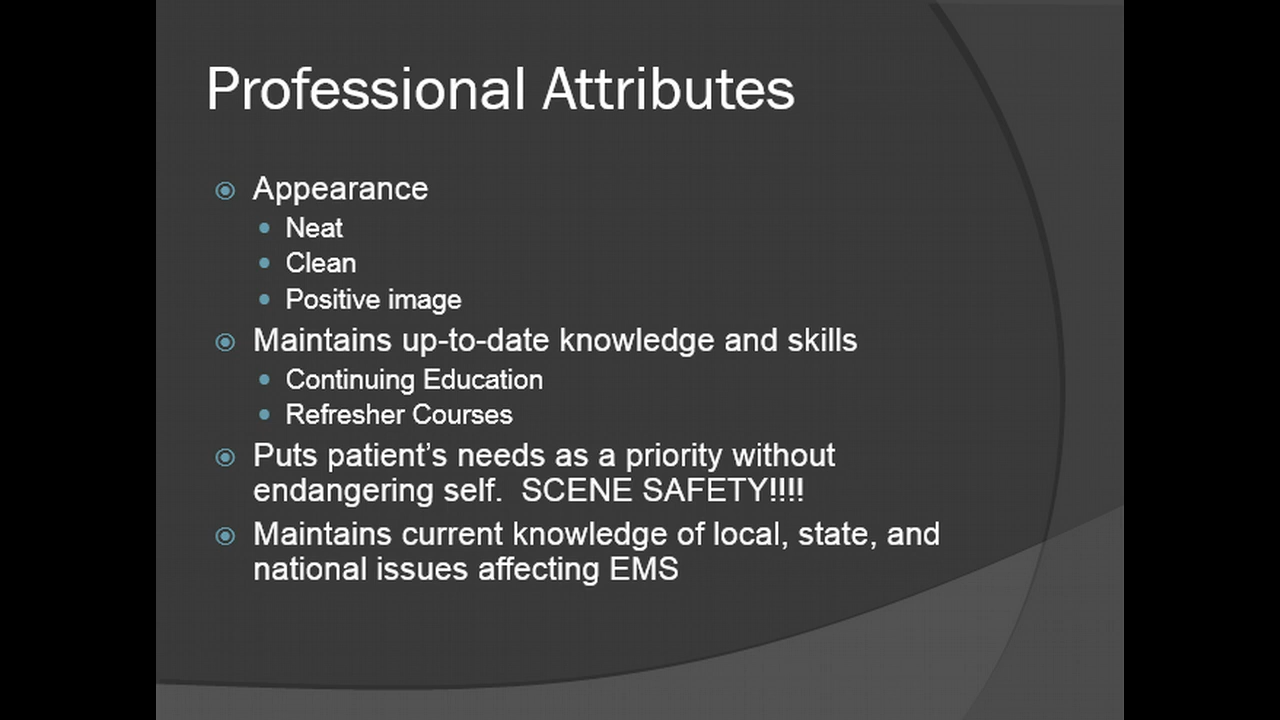 Professional Attributes
Appearance
Neat
Clean
Positive image
Maintains up-to-date knowledge and skills
Continuing Education
Refresher Courses
Puts patient’s needs as a priority without
endangering self.  SCENE SAFETY!!!!
Maintains current knowledge of local, state, and
national issues affecting EMS